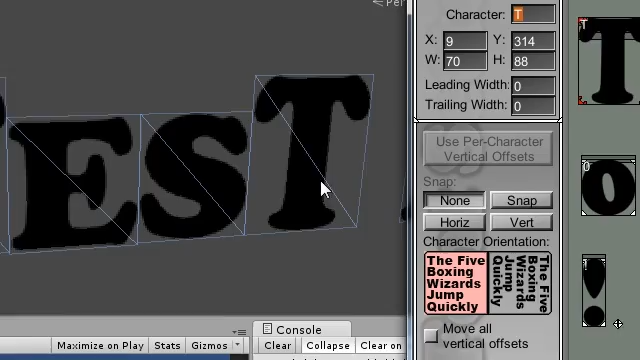 Per
EST
Character: T
X: 9 Y: 314
W: 70 H: 88
Leading Width: 0
Trailing Width: 0
Use Per-Character
Vertical Offsets
Snap:
None Snap
Horiz Vert
Character Orientation:
The Five
Boxing
Wizards
Jump
Quickly
The Five
Boxing
Wizards
Jump
Quickly
Move all
vertical offsets
T
o
!
Maximize on Play Stats Gizmos
Console
Clear Collapse Clear on